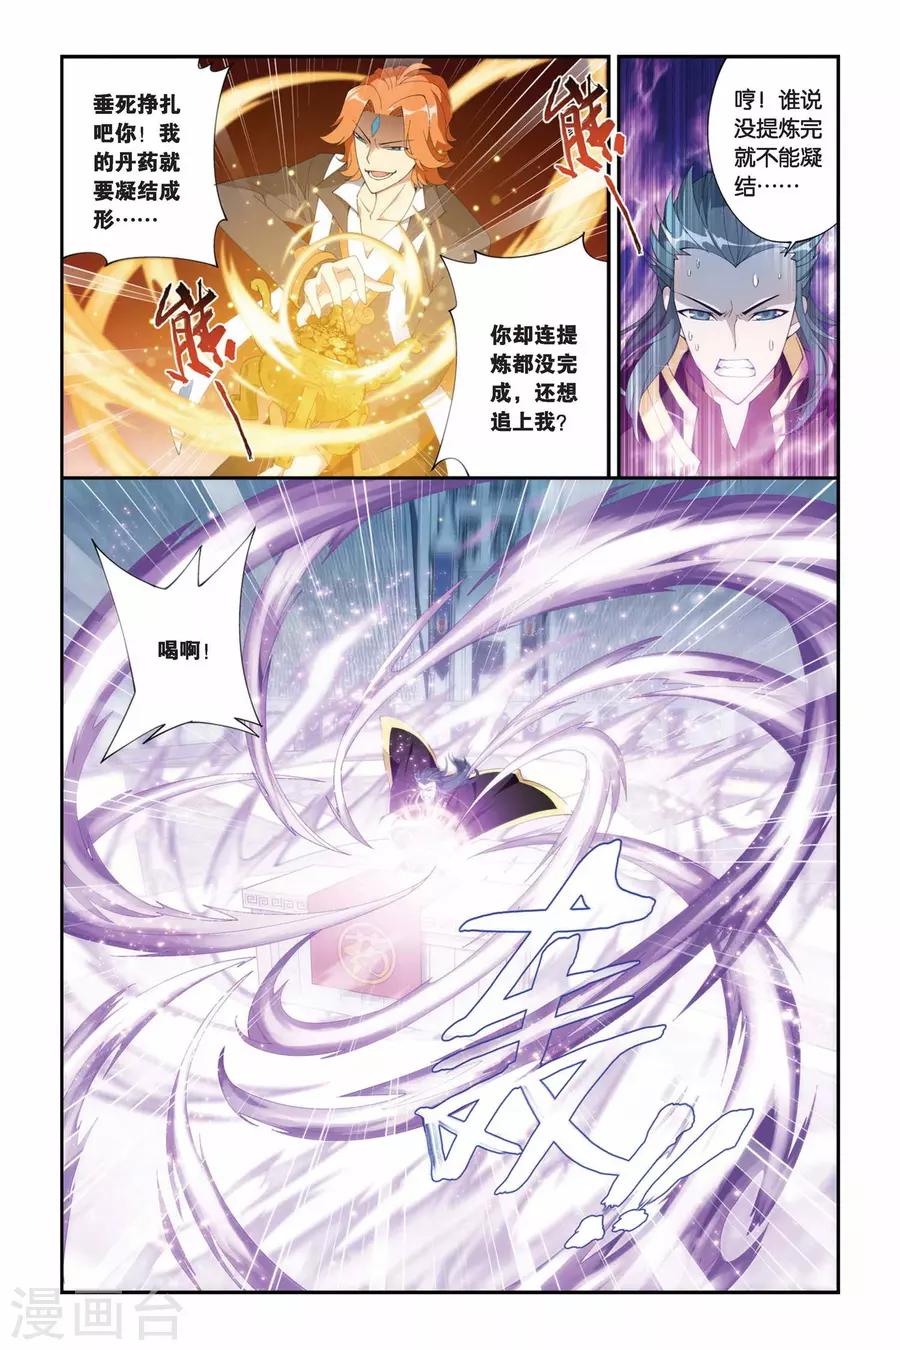 垂死挣扎
吧你！我
的丹药就
要凝结成
形……
熊
熊
你却连提
炼都没完
成，还想
追上我？
哼！谁说
没提炼完
就不能凝
结……
喝啊！
漫画台